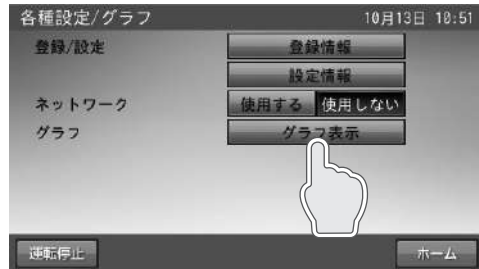 各種設定/グラフ 10月13日 10:51
登録/設定 登録情報
設定情報
ネットワーク 使用する 使用しない
グラフ グラフ表示
運転停止 ホーム